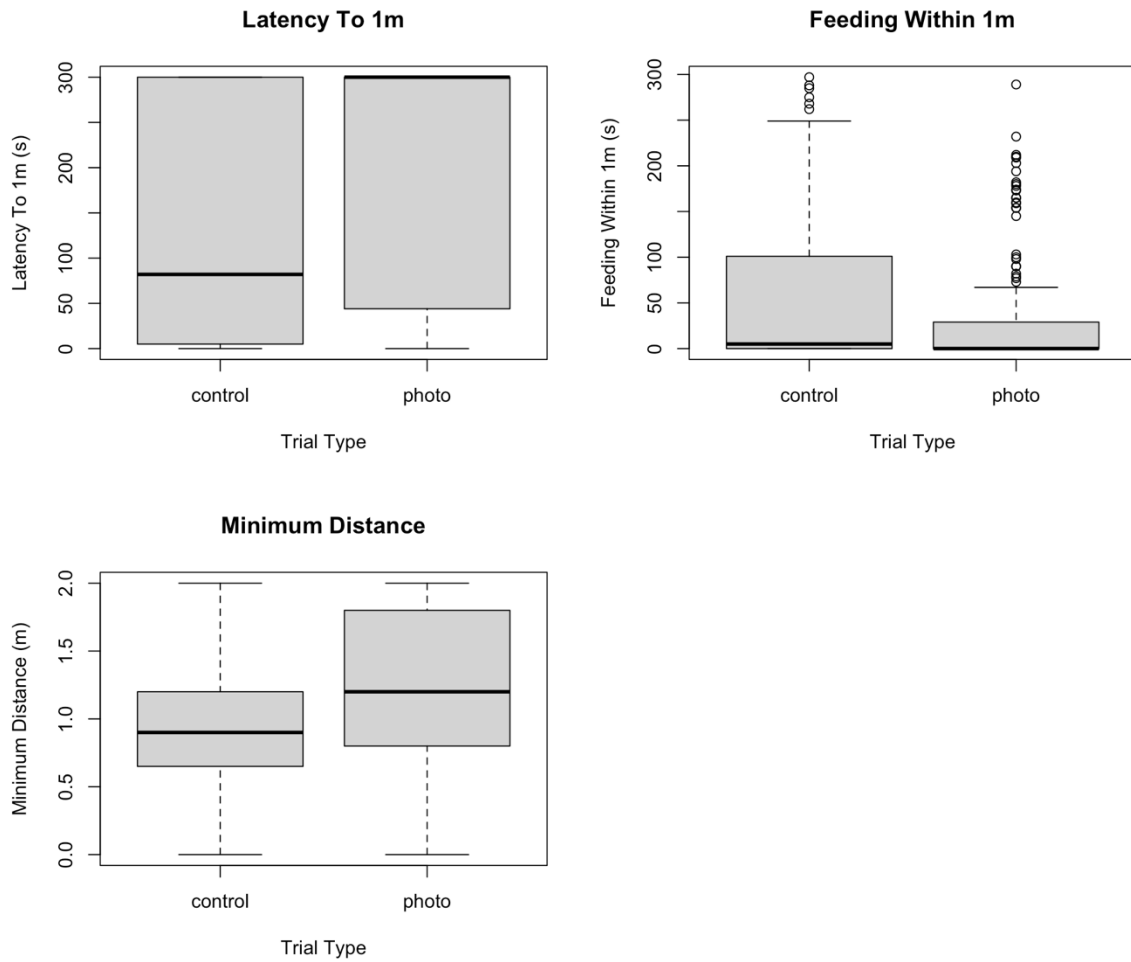 Latency To 1m
Latency To 1m (s)
300
200
100
50
0
control photo
Trial Type
Feeding Within 1m
Feeding Within 1m (s)
300
200
100
50
0
control photo
Trial Type
Minimum Distance
Minimum Distance (m)
2.0
1.5
1.0
0.5
0.0
control photo
Trial Type